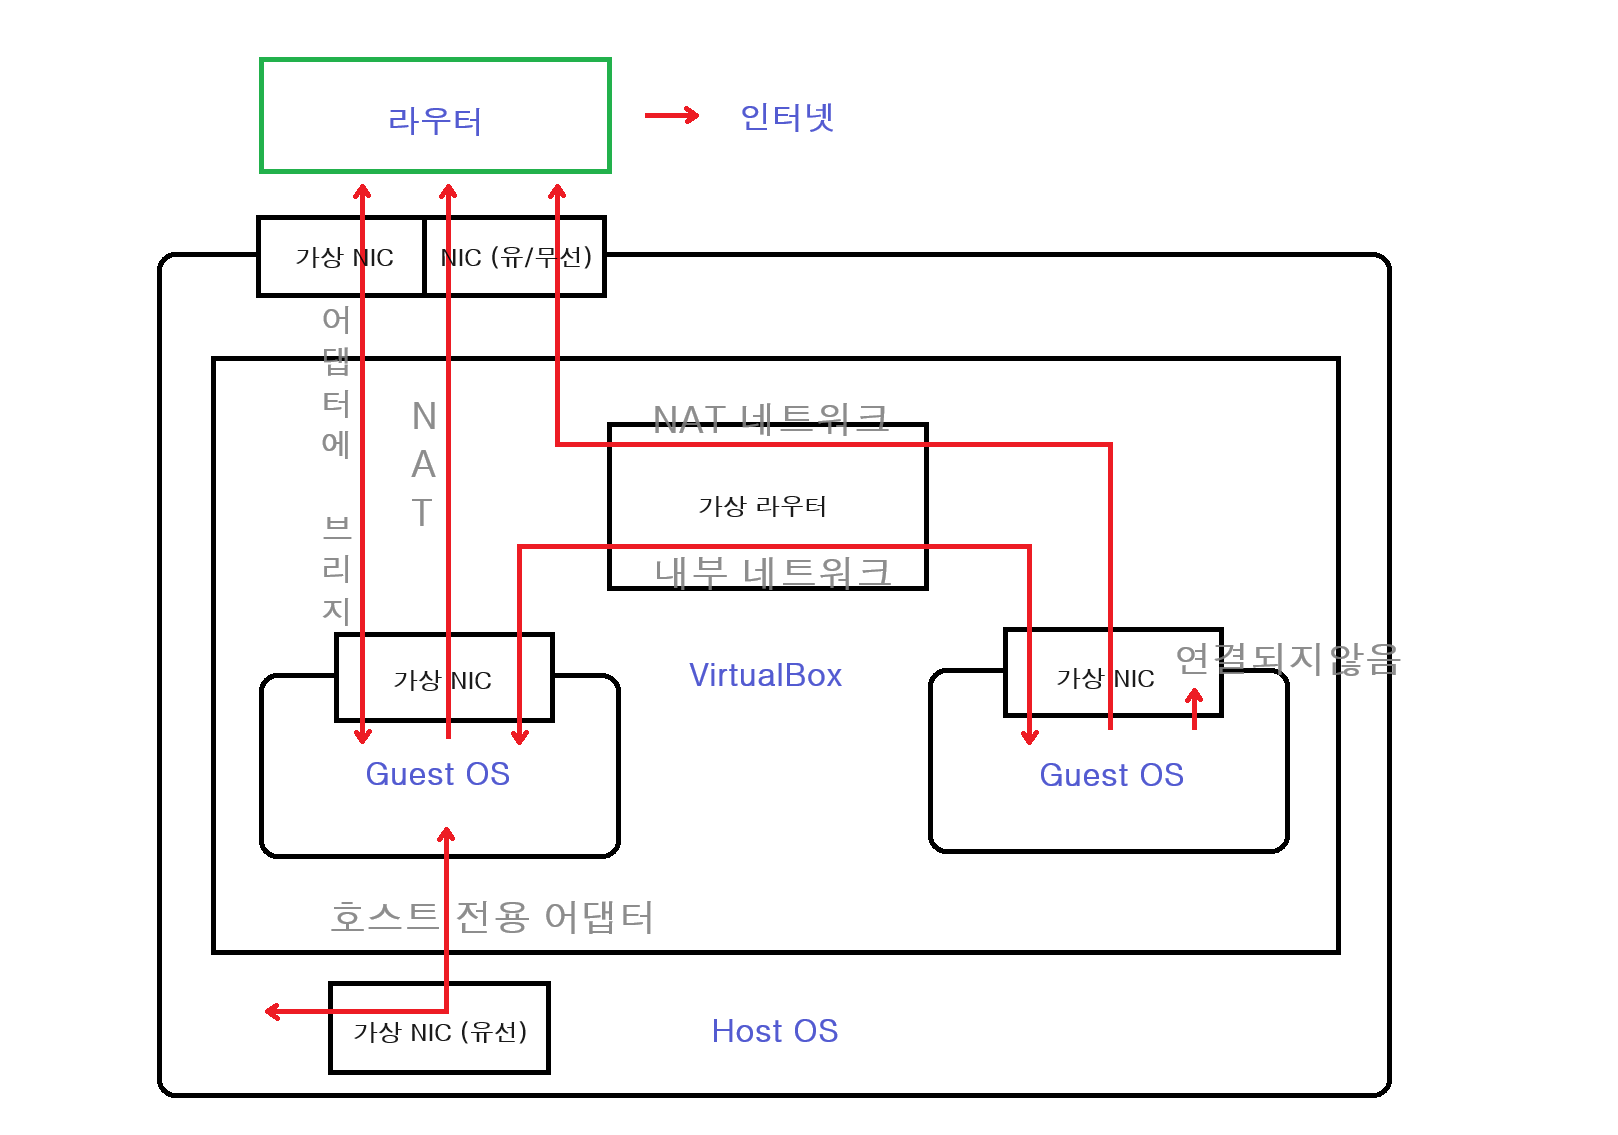 라우터
인터넷
가상 NIC
NIC (유/무선)
어댑터에 브리지
NAT
NAT 네트워크
가상 라우터
내부 네트워크
가상 NIC
VirtualBox
가상 NIC
연결되지않음
Guest OS
Guest OS
호스트 전용 어댑터
가상 NIC (유선)
Host OS